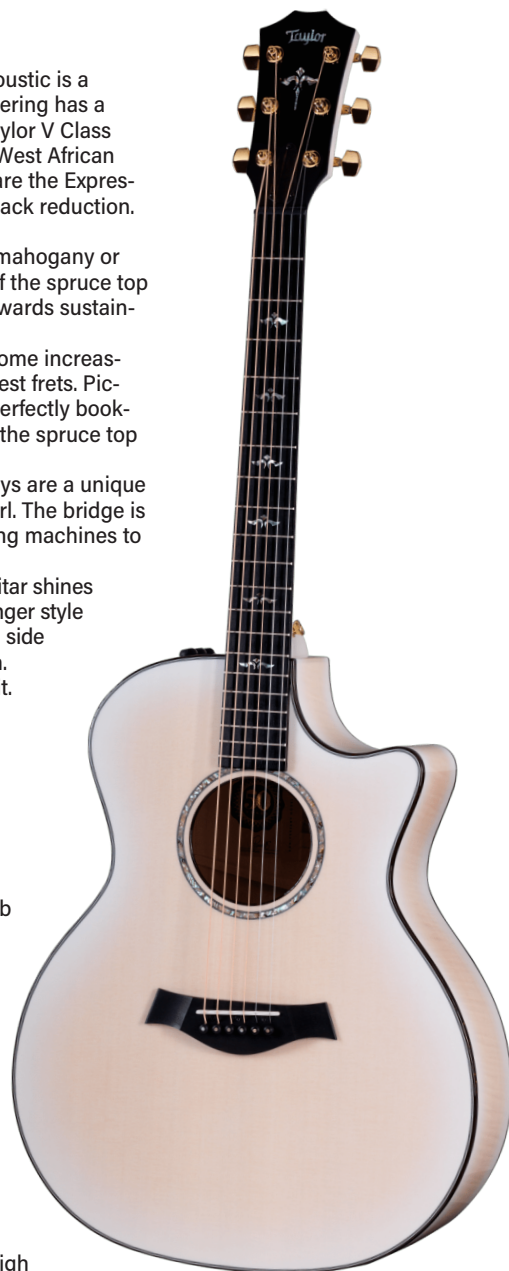 Taylor
oustic is a
ering has a
ylor V Class
West African
are the Expres-
ack reduction.
mahogany or
f the spruce top
wards sustain-
ome increas-
est frets. Pic-
erfectly book-
the spruce top
ys are a unique
rl. The bridge is
ng machines to
itar shines
nger style
side
.
t.
b
igh